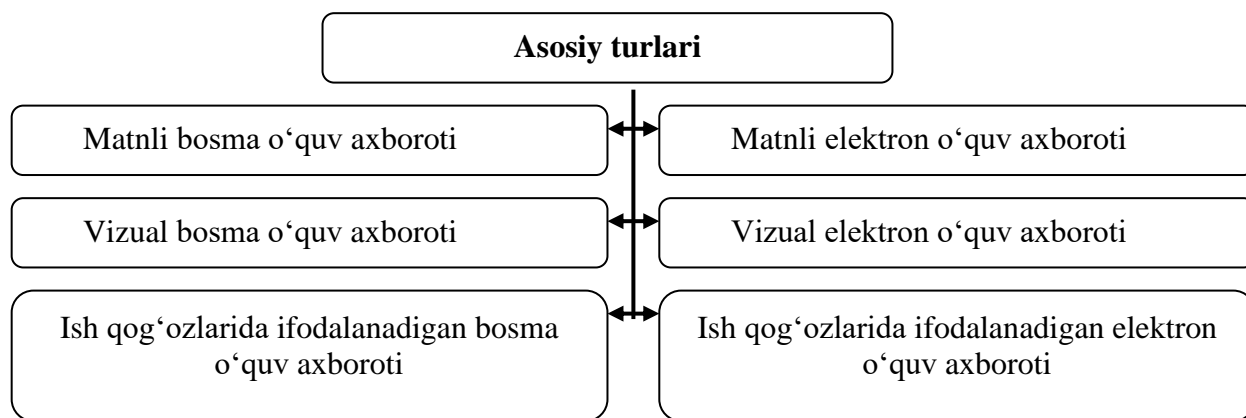 Asosiy turlari
Matnli bosma o‘quv axboroti
Matnli elektron o‘quv axboroti
Vizual bosma o‘quv axboroti
Vizual elektron o‘quv axboroti
Ish qog‘ozlarida ifodalanadigan bosma
o‘quv axboroti
Ish qog‘ozlarida ifodalanadigan elektron
o‘quv axboroti